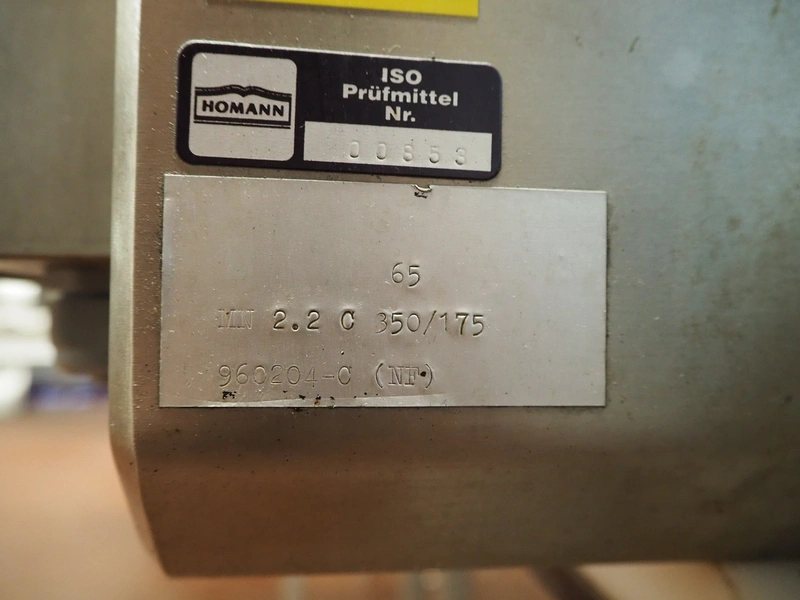 HOMANN
ISO
Prüfmittel
Nr.
00853
65
MN 2.2 C 350/175
960204-C (NF)